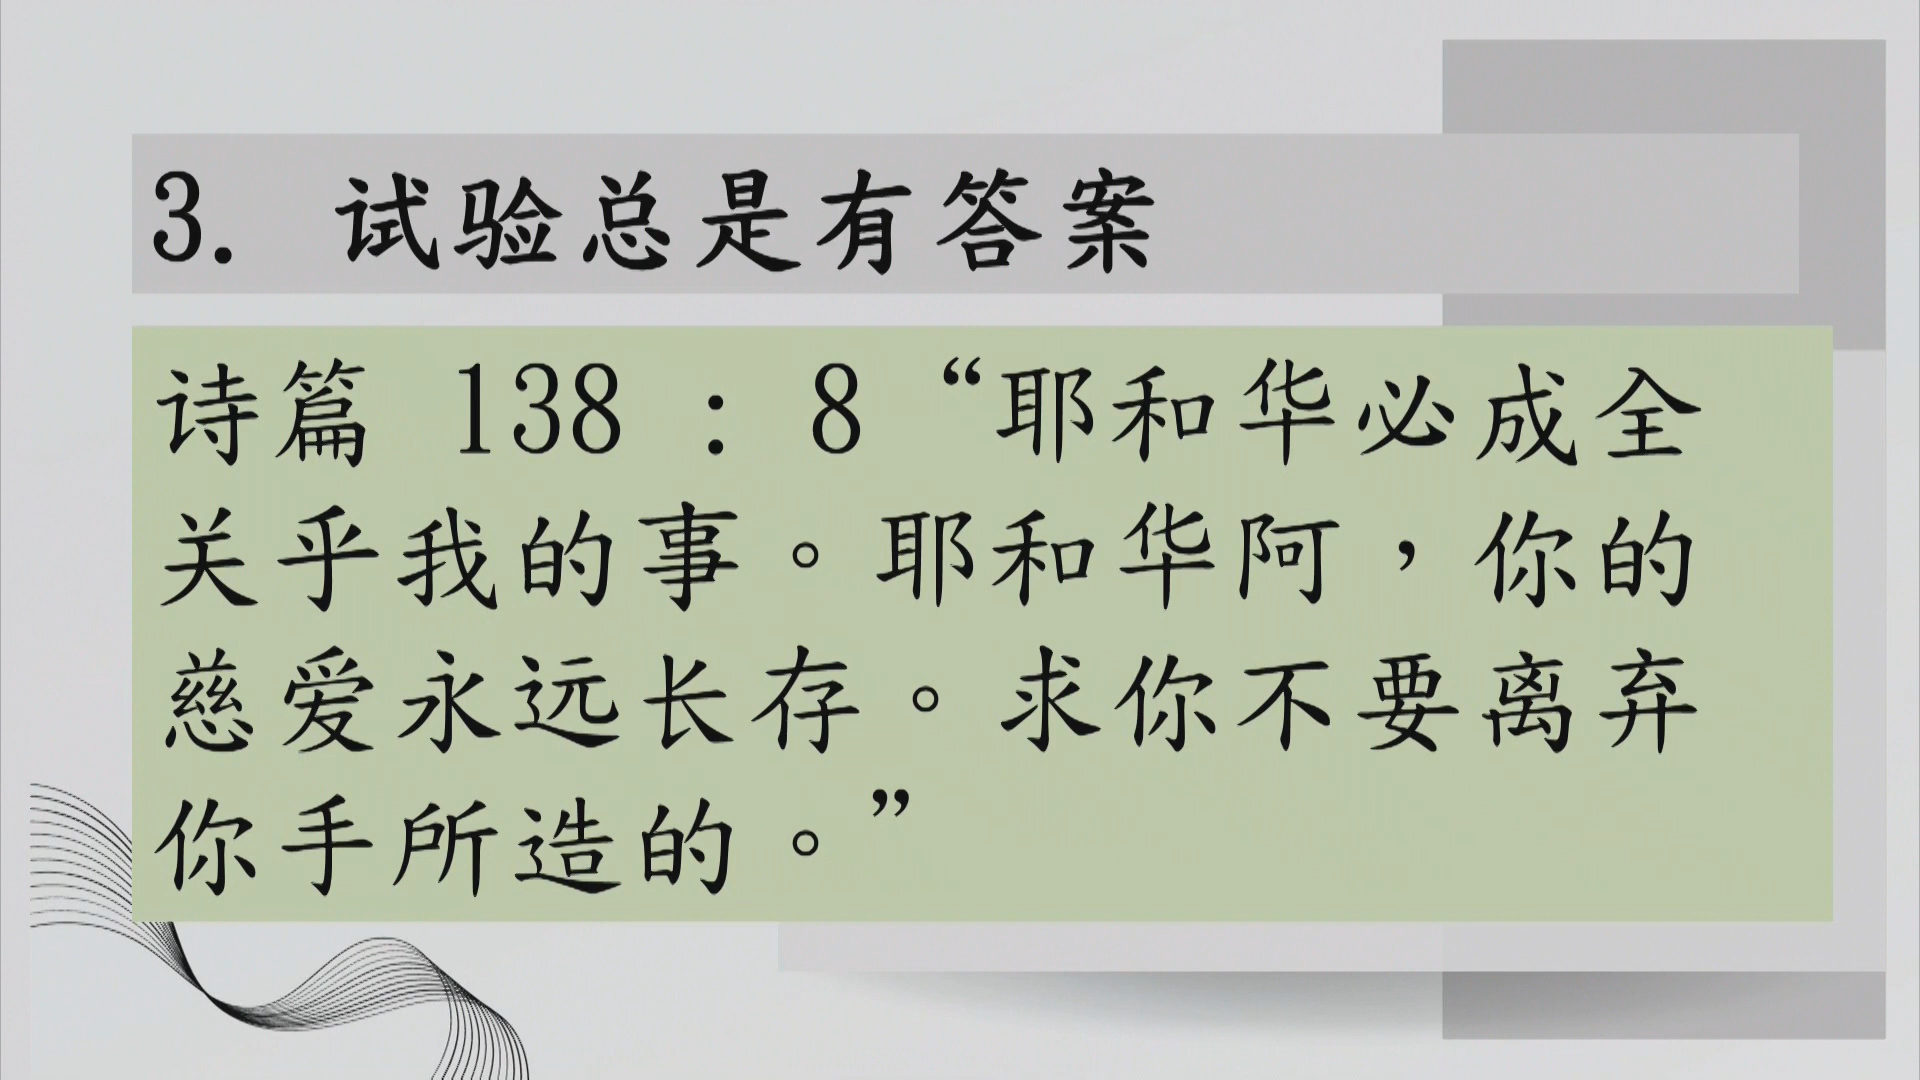 3. 试验总是有答案
诗篇 138 : 8 “耶和华必成全
关乎我的事。耶和华阿，你的
慈爱永远长存。求你不要离弃
你手所造的。”